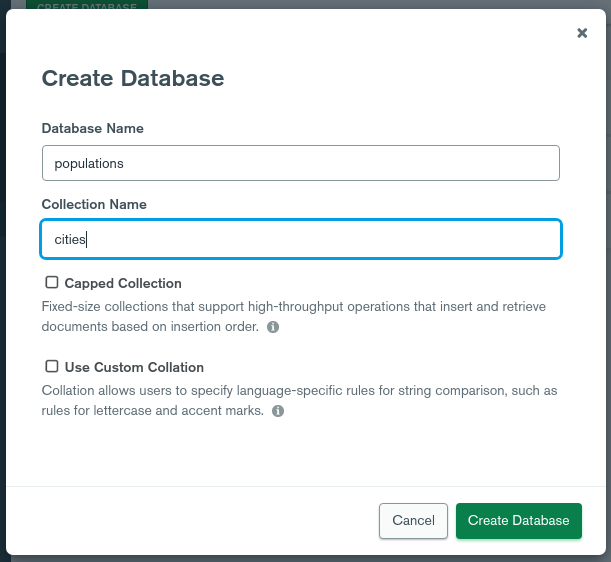 CREATE DATABASE
Create Database
Database Name
populations
Collection Name
cities
Capped Collection
Fixed-size collections that support high-throughput operations that insert and retrieve
documents based on insertion order.
Use Custom Collation
Collation allows users to specify language-specific rules for string comparison, such as
rules for lettercase and accent marks.
Cancel
Create Database